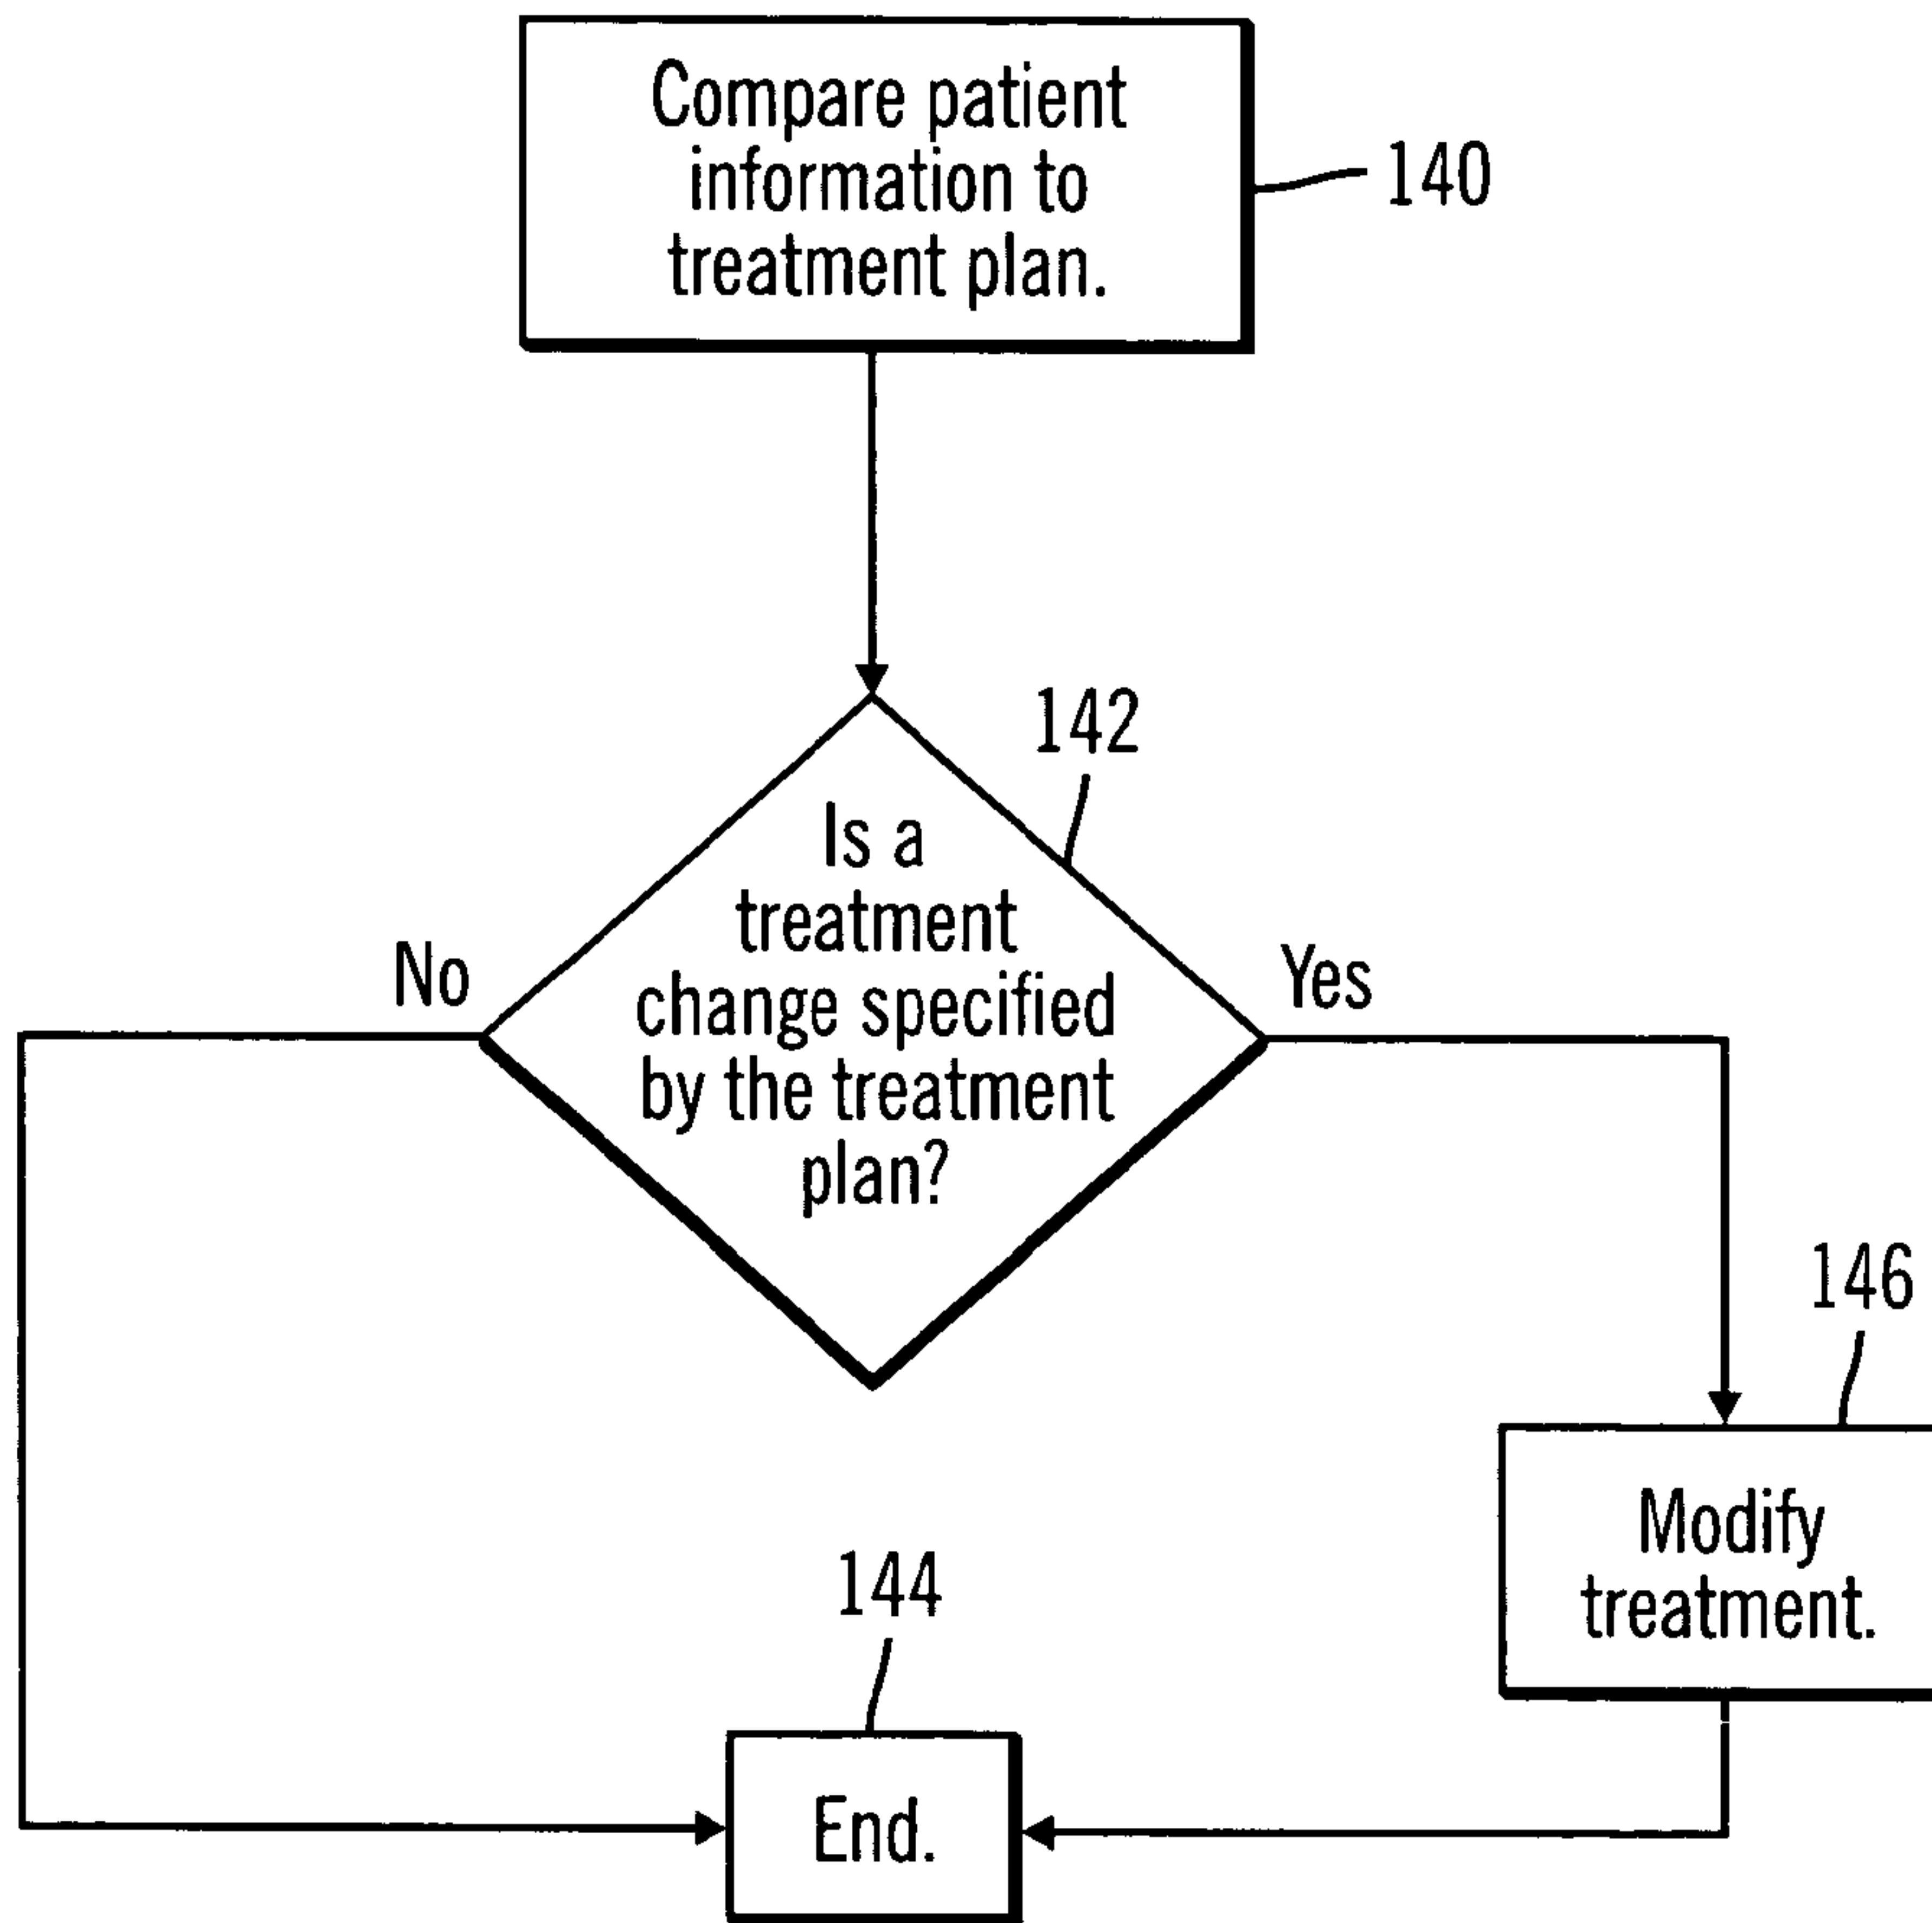 Compare patient
information to
treatment plan.
140
142
Is a
treatment
change specified
by the treatment
plan?
No
Yes
146
Modify
treatment.
144
End.